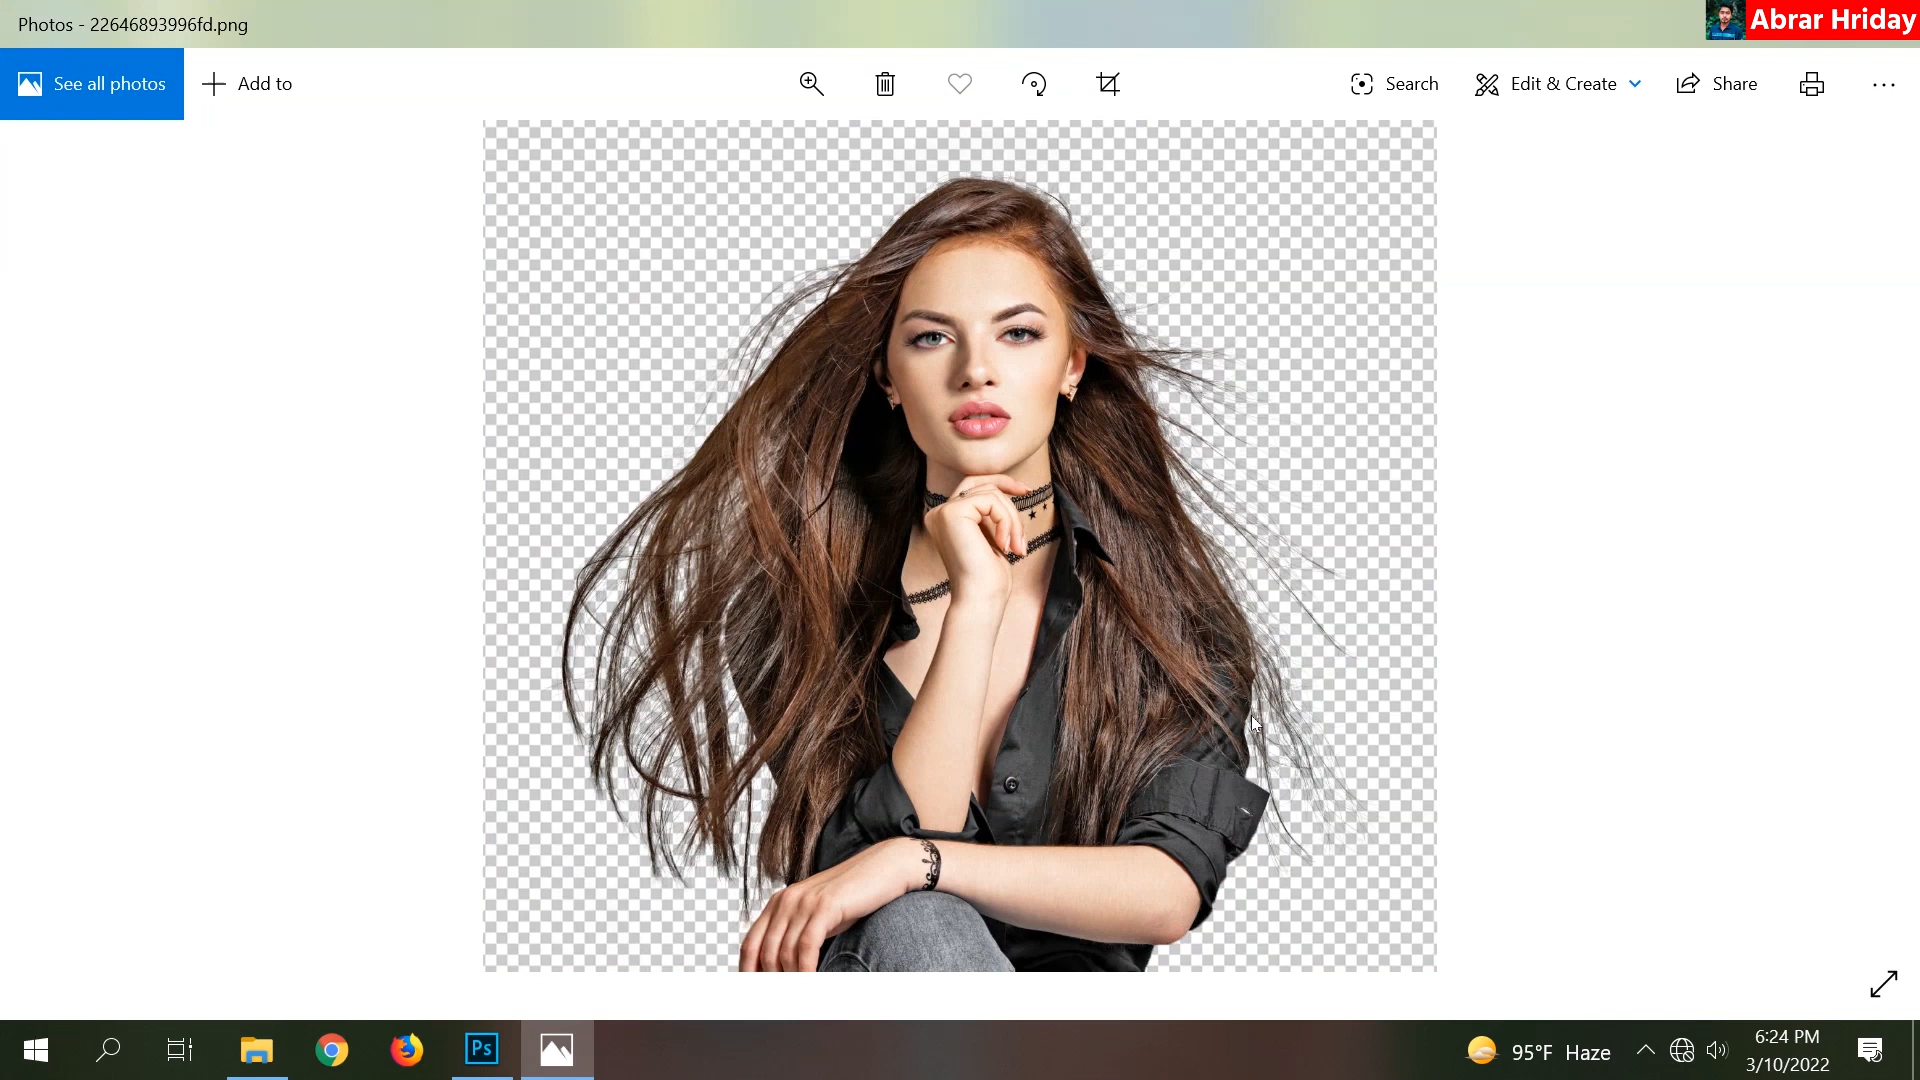 Photos - 22646893996fd.png
Abrar Hriday
See all photos
Add to
Search
Edit & Create
Share
Ps
95°F Haze
6:24 PM
3/10/2022